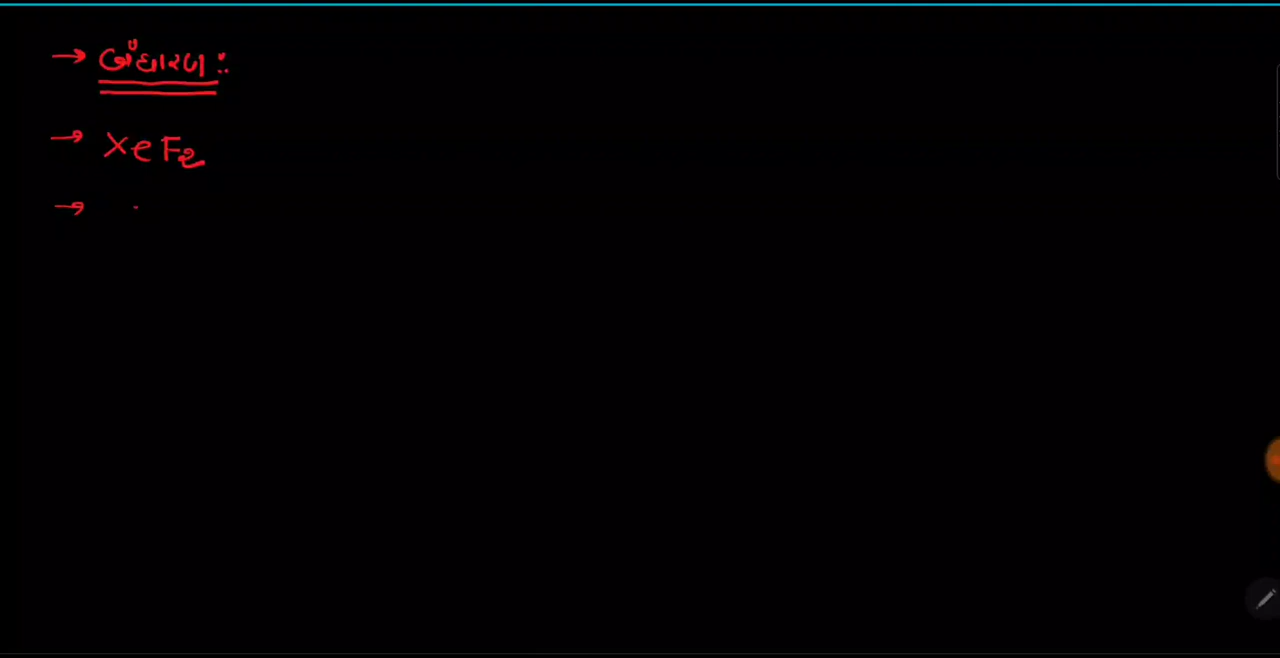 → બંધારણ :
→ XeF₂
→